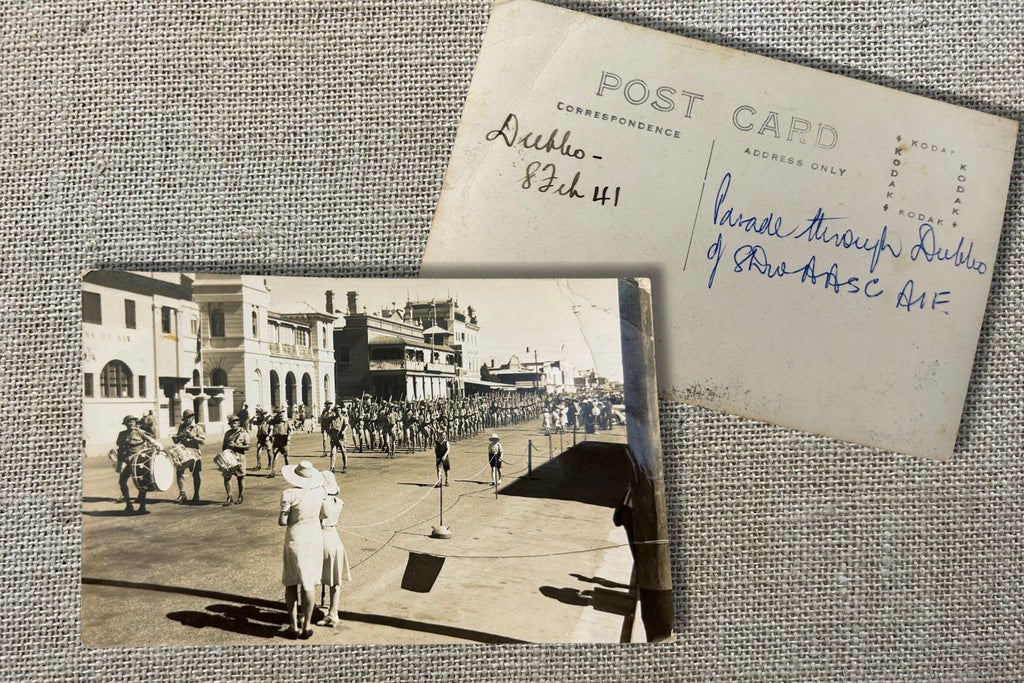 POST CARD
CORRESPONDENCE
ADDRESS ONLY
KODAK
KODAK
KODAK
KODAK
Dubbo -
8 Feb 41
Parade through Dubbo
of 8 Div AASC AIF